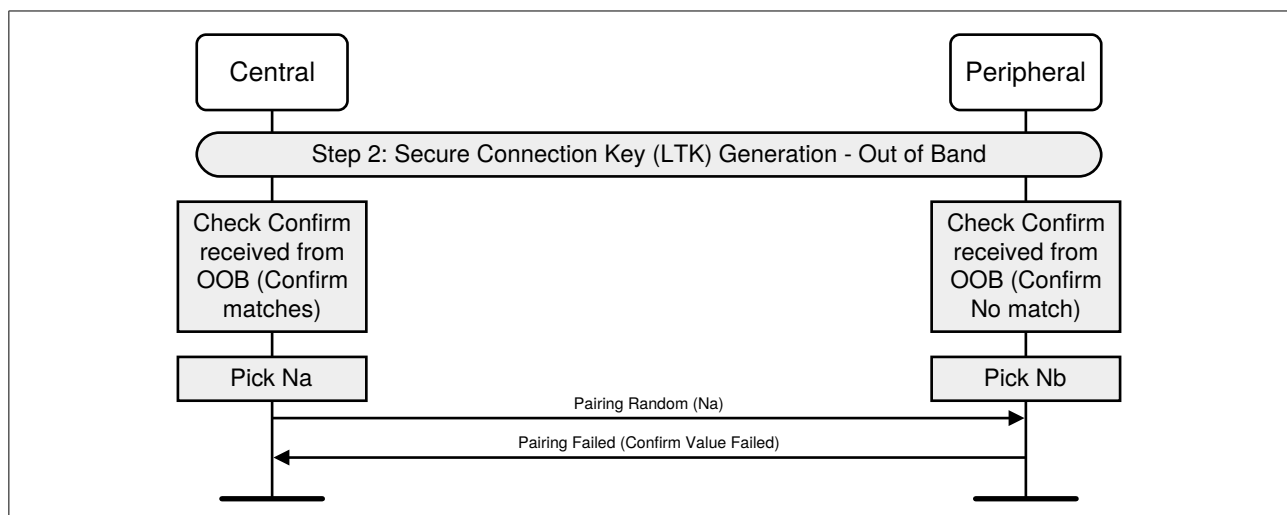 Central
Peripheral
Step 2: Secure Connection Key (LTK) Generation - Out of Band
Check Confirm
received from
OOB (Confirm
matches)
Check Confirm
received from
OOB (Confirm
No match)
Pick Na
Pick Nb
Pairing Random (Na)
Pairing Failed (Confirm Value Failed)